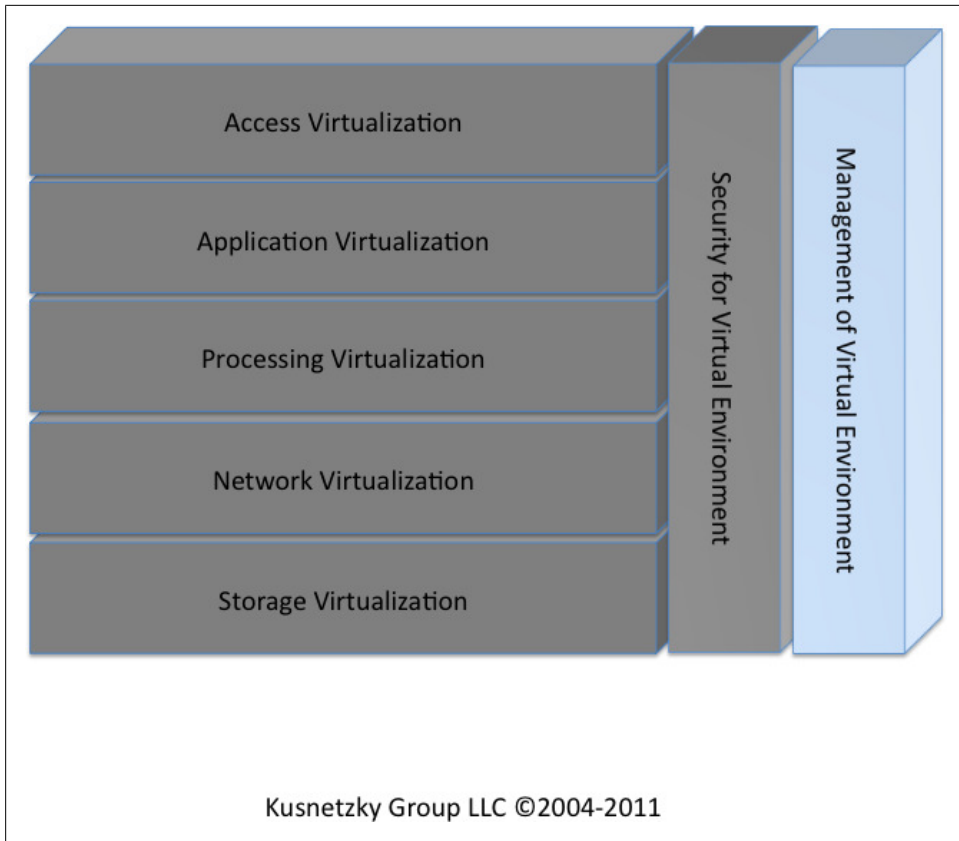 Access Virtualization
Application Virtualization
Processing Virtualization
Network Virtualization
Storage Virtualization
Security for Virtual Environment
Management of Virtual Environment
Kusnetzky Group LLC ©2004-2011